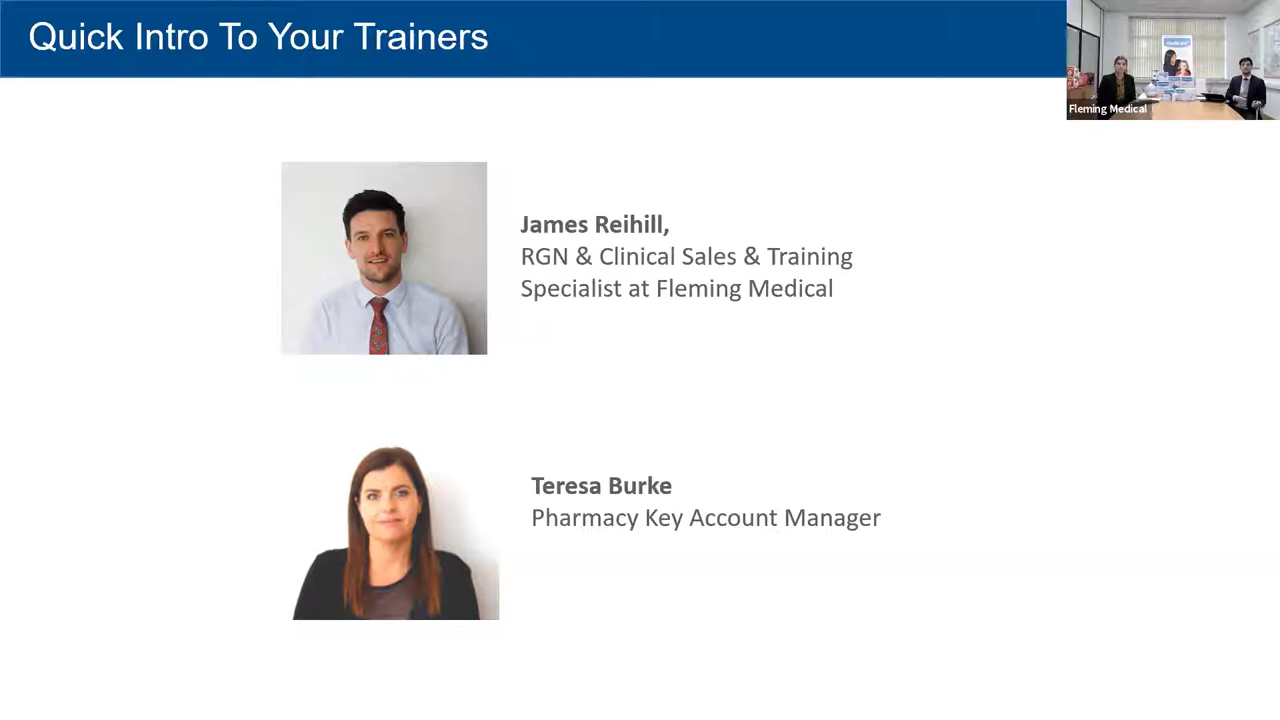 Quick Intro To Your Trainers
Fleming Medical
James Reihill,
RGN & Clinical Sales & Training
Specialist at Fleming Medical
Teresa Burke
Pharmacy Key Account Manager